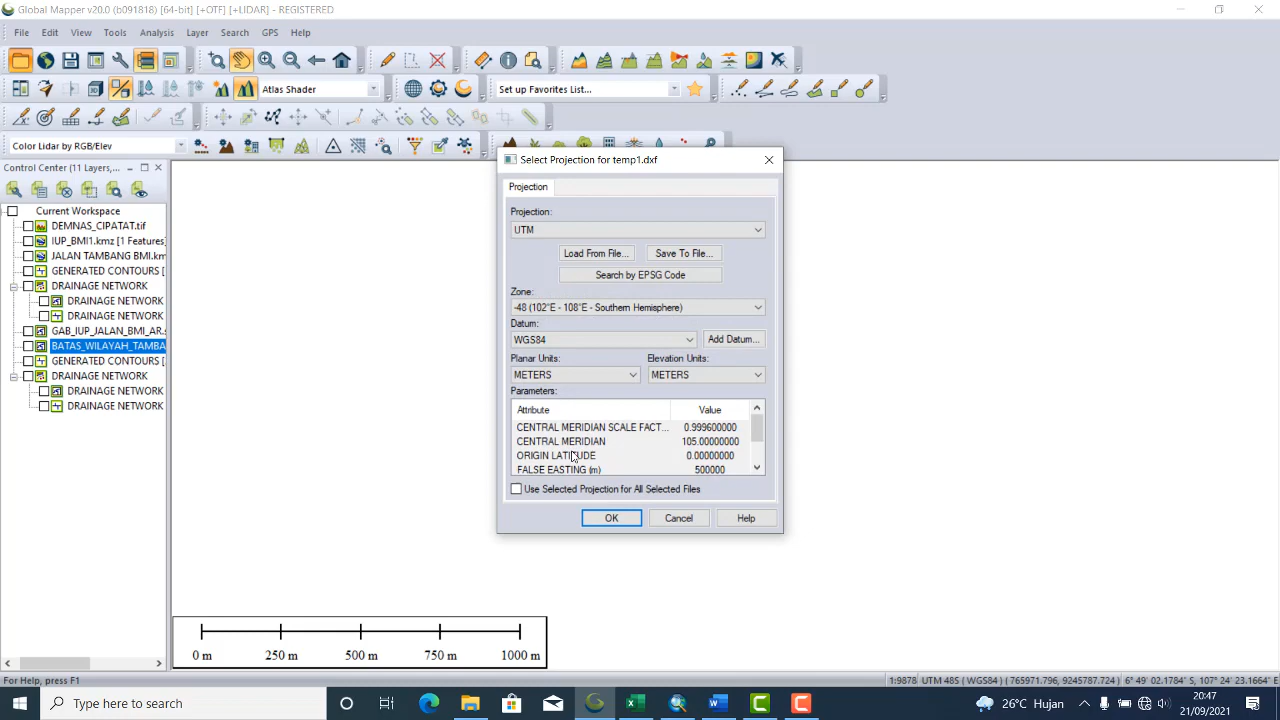 Global Mapper v20.0 (b091818) [64-bit] [+OTF] [+LIDAR] - REGISTERED
File Edit View Tools Analysis Layer Search GPS Help
Atlas Shader
Set up Favorites List...
Color Lidar by RGB/Elev
Control Center (11 Layers,...
Current Workspace
DEMNAS_CIPATAT.tif
IUP_BMI1.kmz [1 Features]
JALAN TAMBANG BMI.km
GENERATED CONTOURS [
DRAINAGE NETWORK
DRAINAGE NETWORK
DRAINAGE NETWORK
GAB_IUP_JALAN_BMI_AR.s
BATAS_WILAYAH_TAMBA
GENERATED CONTOURS [
DRAINAGE NETWORK
DRAINAGE NETWORK
DRAINAGE NETWORK
Select Projection for temp1.dxf
Projection
Projection:
UTM
Load From File...
Save To File...
Search by EPSG Code
Zone:
-48 (102°E - 108°E - Southern Hemisphere)
Datum:
WGS84
Add Datum...
Planar Units:
Elevation Units:
METERS
METERS
Parameters:
Attribute Value
CENTRAL MERIDIAN SCALE FACT... 0.999600000
CENTRAL MERIDIAN 105.00000000
ORIGIN LATITUDE 0.00000000
FALSE EASTING (m) 500000
Use Selected Projection for All Selected Files
OK Cancel Help
0 m 250 m 500 m 750 m 1000 m
For Help, press F1
1:9878 UTM 48S ( WGS84 ) ( 765971.796, 9245787.724 ) 6° 49' 02.1784" S, 107° 24' 23.1664" E
Type here to search
26°C Hujan
20:47
21/09/2021